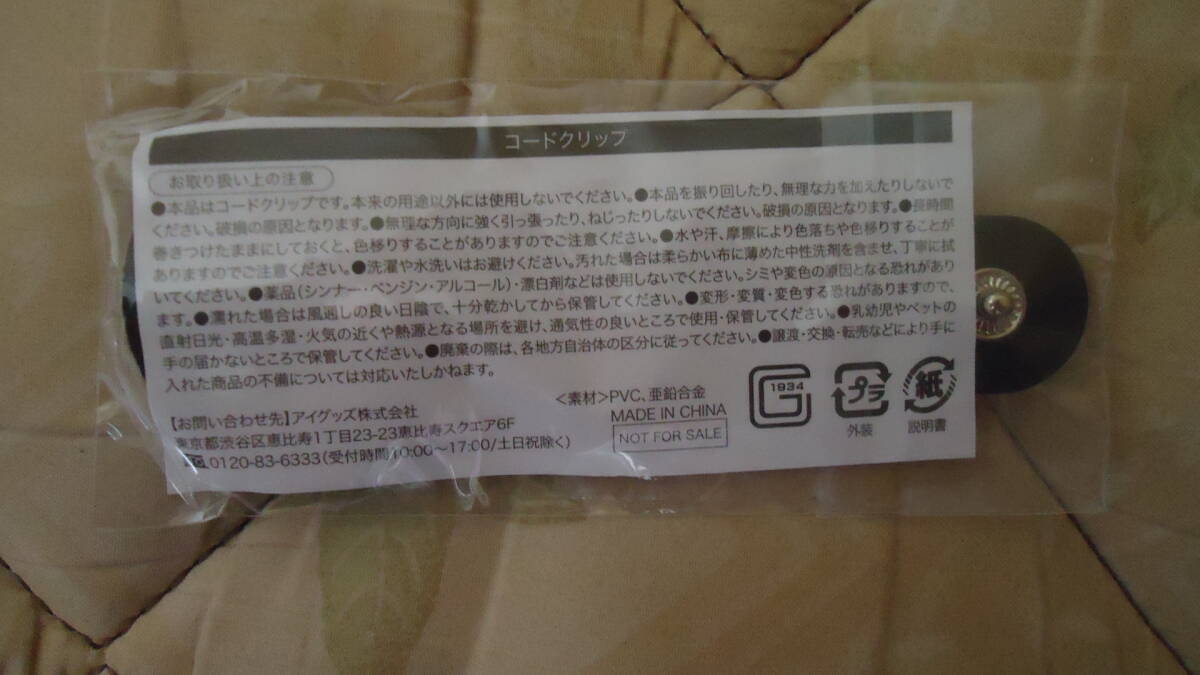 コードクリップ
お取り扱い上の注意
●本品はコードクリップです。本来の用途以外には使用しないでください。●本品を振り回したり、無理な力を加えたりしないで
ください。破損の原因となります。●無理な方向に強く引っ張ったり、ねじったりしないでください。破損の原因となります。●長時間
巻きつけたままにしておくと、色移りすることがありますのでご注意ください。●水や汗、摩擦により色落ちや色移りすることが
ありますのでご注意ください。●洗濯や水洗いはお避けください。汚れた場合は柔らかい布に薄めた中性洗剤を含ませ、丁寧に拭
いてください。●薬品（シンナー・ベンジン・アルコール）・漂白剤などは使用しないでください。シミや変色の原因となる恐れがあり
ます。●濡れた場合は風通しの良い日陰で、十分乾かしてから保管してください。●変形・変質・変色する恐れがありますので、
直射日光・高温多湿・火気の近くや熱源となる場所を避け、通気性の良いところで使用・保管してください。●乳幼児やペットの
手の届かないところで保管してください。●廃棄の際は、各地方自治体の区分に従ってください。●譲渡・交換・転売などにより手に
入れた商品の不備については対応いたしかねます。
【お問い合わせ先】アイグッズ株式会社
東京都渋谷区恵比寿1丁目23-23恵比寿スクエア6F
0120-83-6333（受付時間10:00〜17:00/土日祝除く）
＜素材＞PVC、亜鉛合金
MADE IN CHINA
NOT FOR SALE
G 1934
プラ
外装
紙
説明書